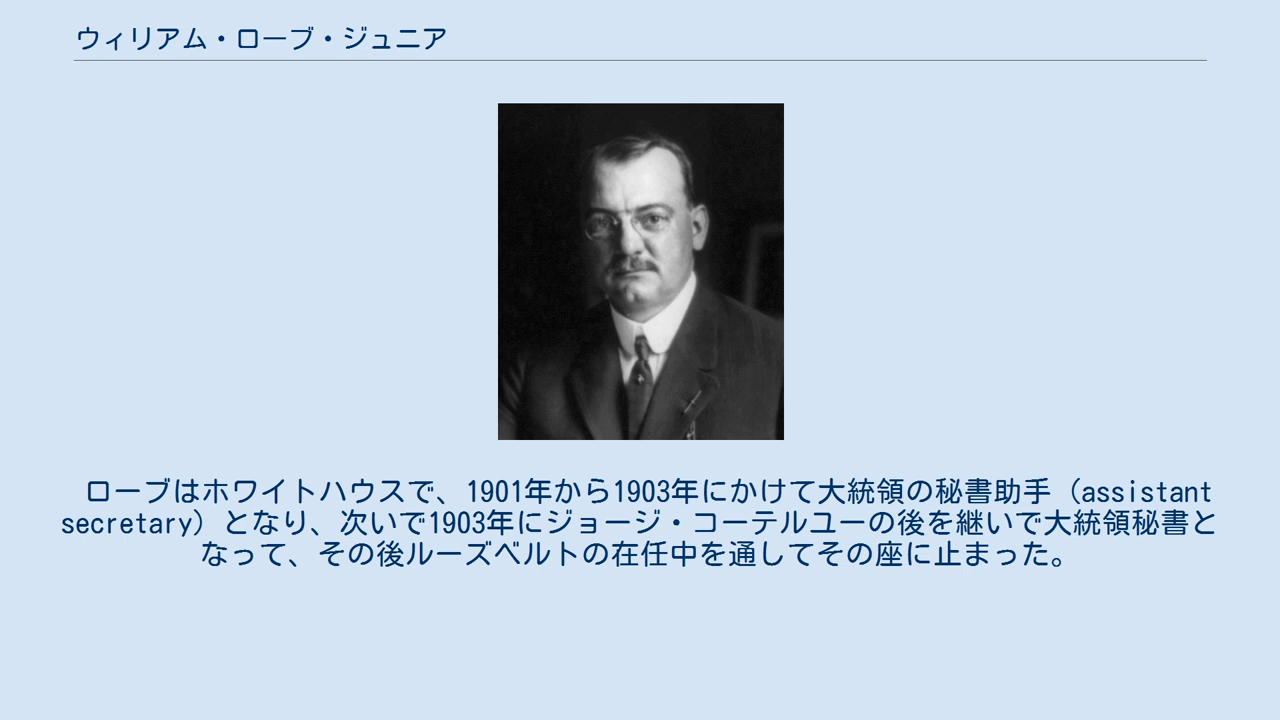 ウィリアム・ローブ・ジュニア
ローブはホワイトハウスで、1901年から1903年にかけて大統領の秘書助手（assistant
secretary）となり、次いで1903年にジョージ・コーテルユーの後を継いで大統領秘書と
なって、その後ルーズベルトの在任中を通してその座に止まった。